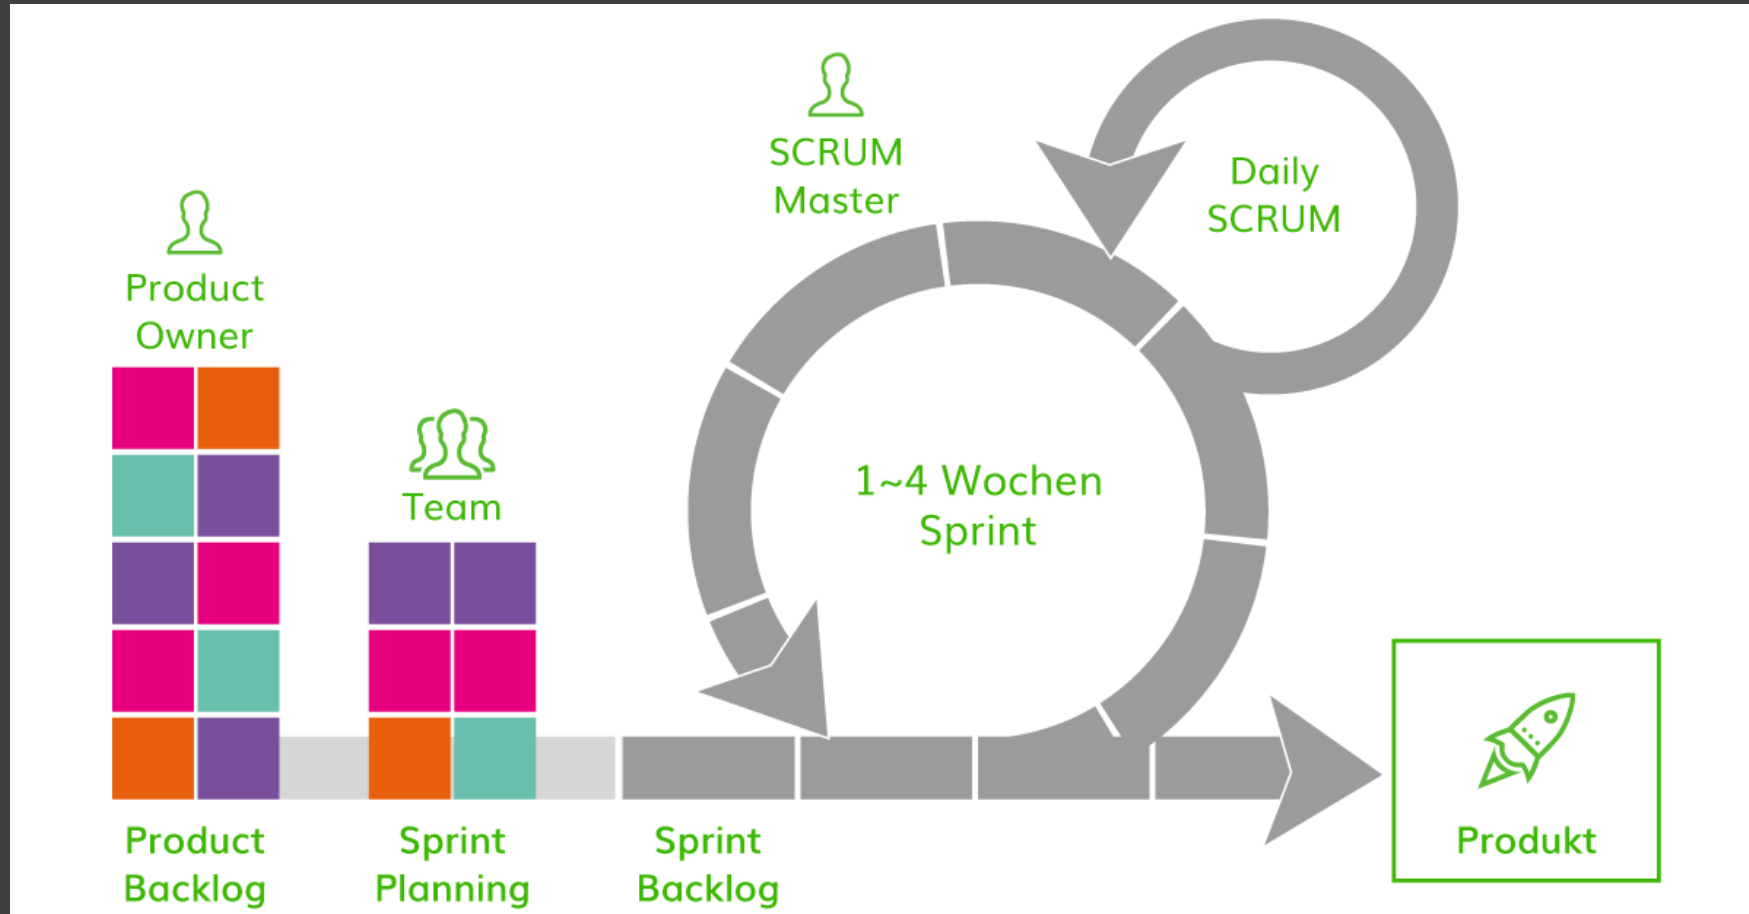 SCRUM
Master
Daily
SCRUM
Product
Owner
Team
1~4 Wochen
Sprint
Product
Backlog
Sprint
Planning
Sprint
Backlog
Produkt